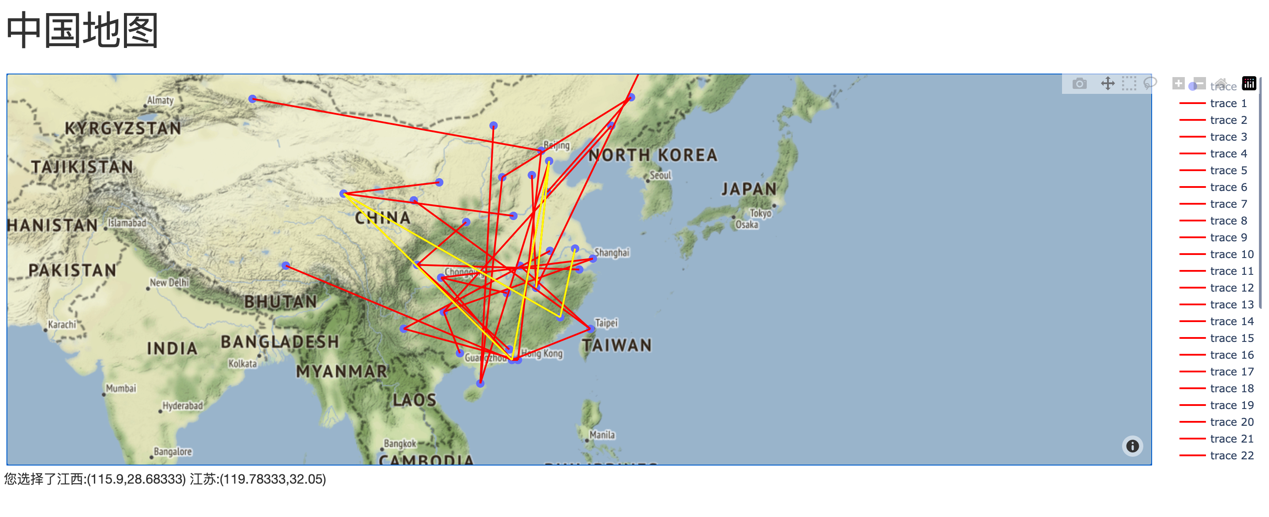 中国地图
Almaty
KYRGYZSTAN
Beijing
NORTH KOREA
TAJIKISTAN
Seoul
JAPAN
Tokyo
Osaka
CHINA
HANISTAN
Islamabad
Shanghai
PAKISTAN
Chongq
New Delhi
BHUTAN
Karachi
Taipei
INDIA
BANGLADESH
TAIWAN
Guangzhou
Hong Kong
Kolkata
MYANMAR
Mumbai
LAOS
Hyderabad
Manila
Bangkok
Bangalore
CAMBODIA
trace
trace 1
trace 2
trace 3
trace 4
trace 5
trace 6
trace 7
trace 8
trace 9
trace 10
trace 11
trace 12
trace 13
trace 14
trace 15
trace 16
trace 17
trace 18
trace 19
trace 20
trace 21
trace 22
您选择了江西:(115.9,28.68333) 江苏:(119.78333,32.05)